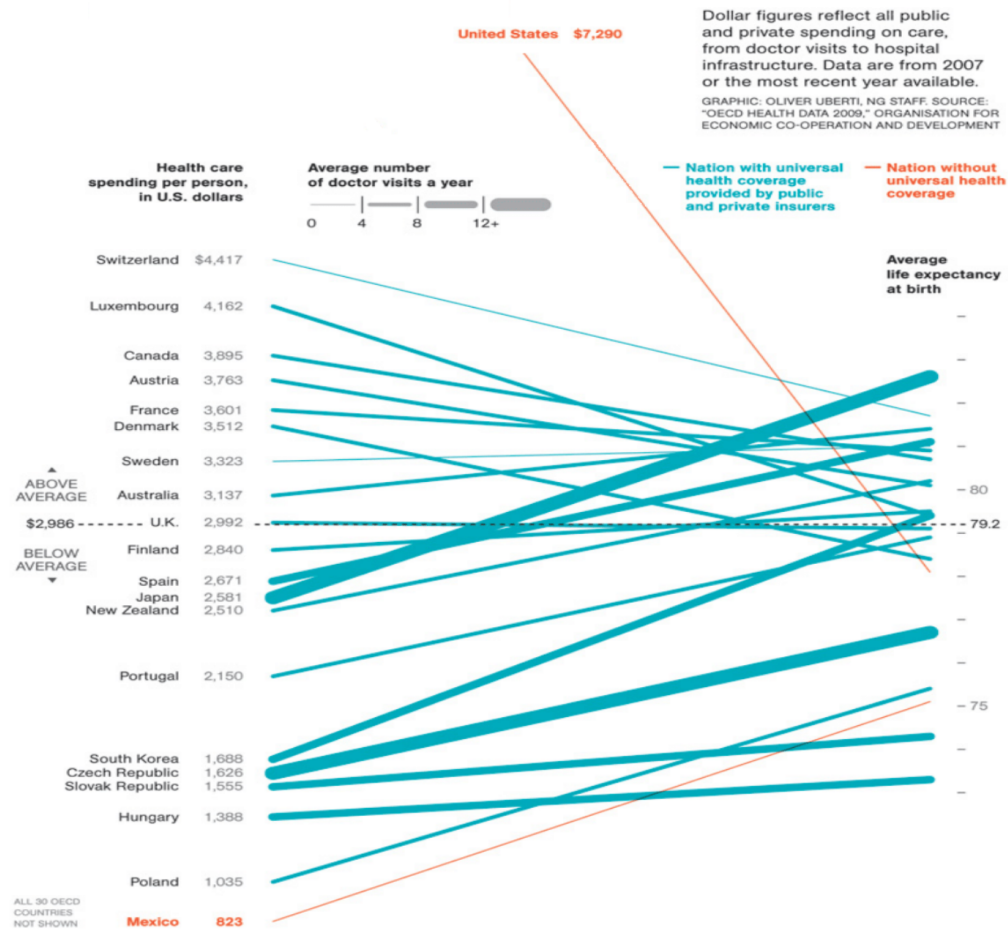 United States $7,290
Dollar figures reflect all public
and private spending on care,
from doctor visits to hospital
infrastructure. Data are from 2007
or the most recent year available.
GRAPHIC: OLIVER UBERTI, NG STAFF. SOURCE:
"OECD HEALTH DATA 2009," ORGANISATION FOR
ECONOMIC CO-OPERATION AND DEVELOPMENT
Health care
spending per person,
in U.S. dollars
Average number
of doctor visits a year
0 4 8 12+
Nation with universal
health coverage
provided by public
and private insurers
Nation without
universal health
coverage
Average
life expectancy
at birth
Switzerland $4,417
Luxembourg 4,162
Canada 3,895
Austria 3,763
France 3,601
Denmark 3,512
Sweden 3,323
ABOVE
AVERAGE
Australia 3,137
80
$2,986 U.K. 2,992 79.2
BELOW
AVERAGE
Finland 2,840
Spain 2,671
Japan 2,581
New Zealand 2,510
Portugal 2,150
75
South Korea 1,688
Czech Republic 1,626
Slovak Republic 1,555
Hungary 1,388
Poland 1,035
ALL 30 OECD
COUNTRIES
NOT SHOWN
Mexico 823